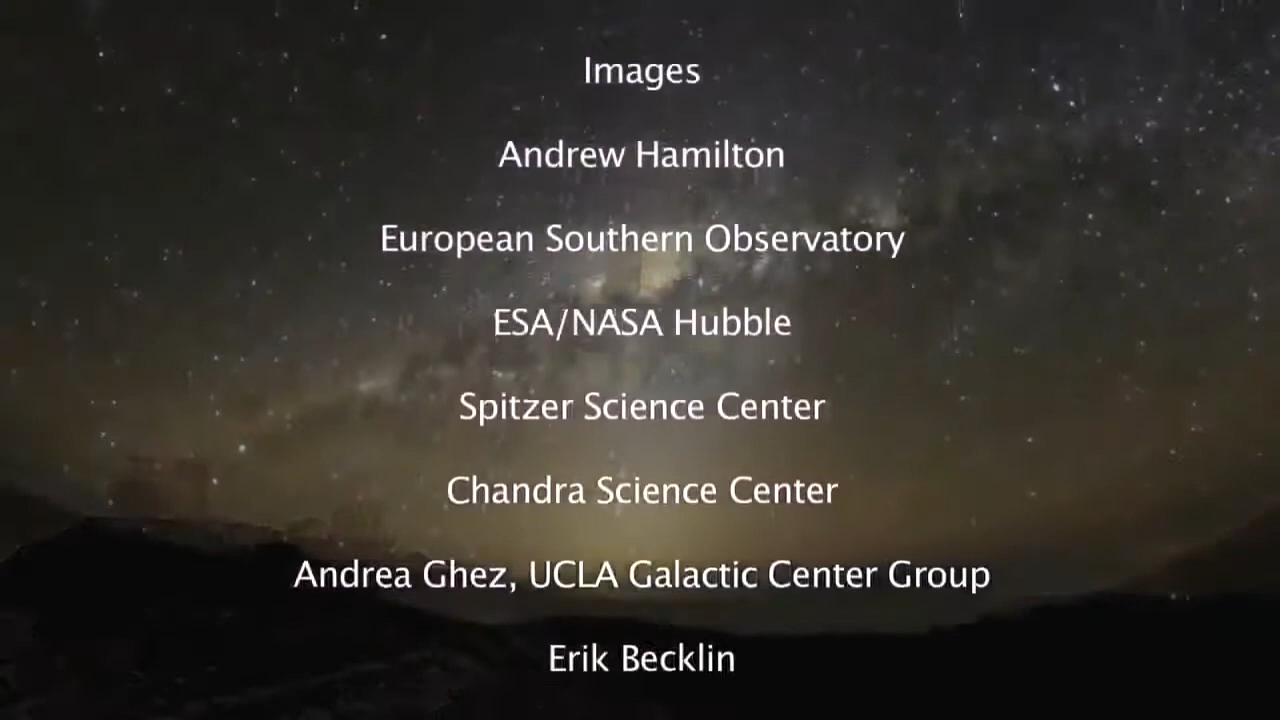 Images
Andrew Hamilton
European Southern Observatory
ESA/NASA Hubble
Spitzer Science Center
Chandra Science Center
Andrea Ghez, UCLA Galactic Center Group
Erik Becklin